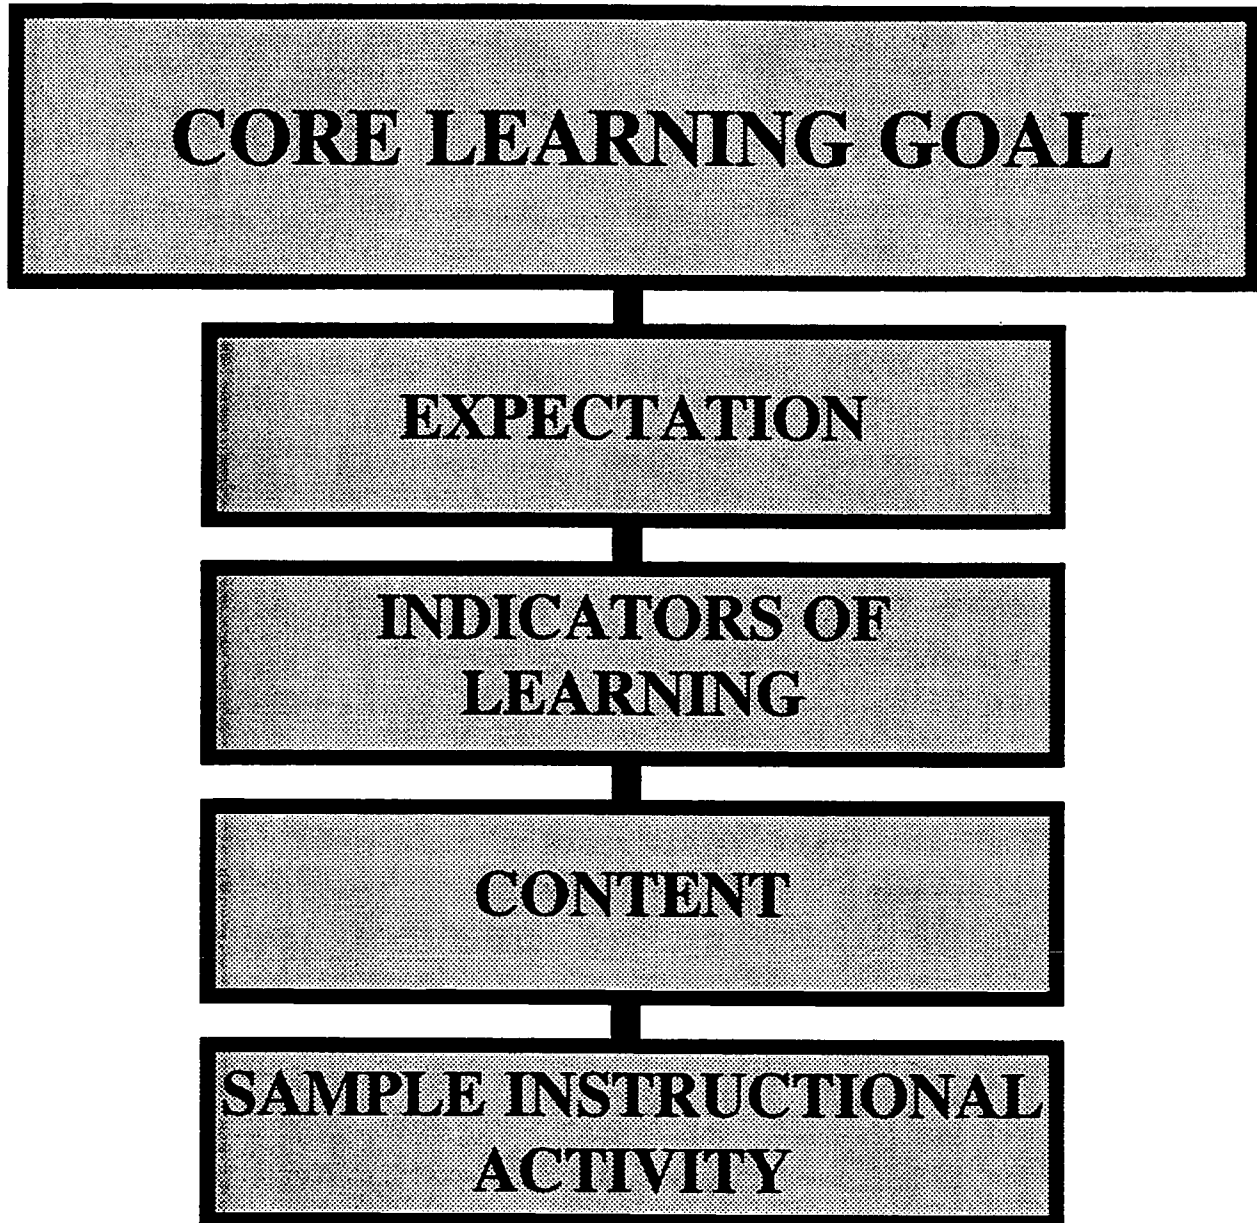 CORE LEARNING GOAL
EXPECTATION
INDICATORS OF
LEARNING
CONTENT
SAMPLE INSTRUCTIONAL
ACTIVITY